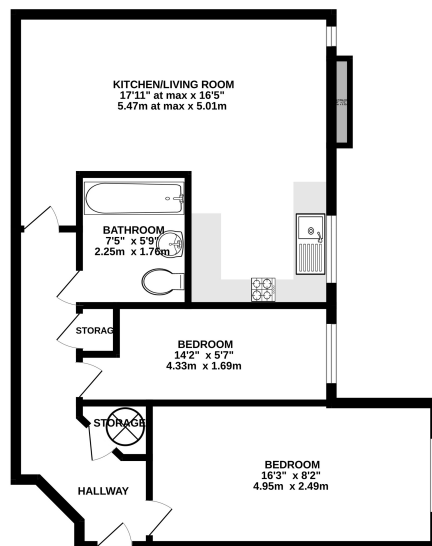 KITCHEN/LIVING ROOM
17'11" at max x 16'5"
5.47m at max x 5.01m
BATHROOM
7'5" x 5'9"
2.25m x 1.76m
STORAG
BEDROOM
14'2" x 5'7"
4.33m x 1.69m
STORAGE
BEDROOM
16'3" x 8'2"
4.95m x 2.49m
HALLWAY